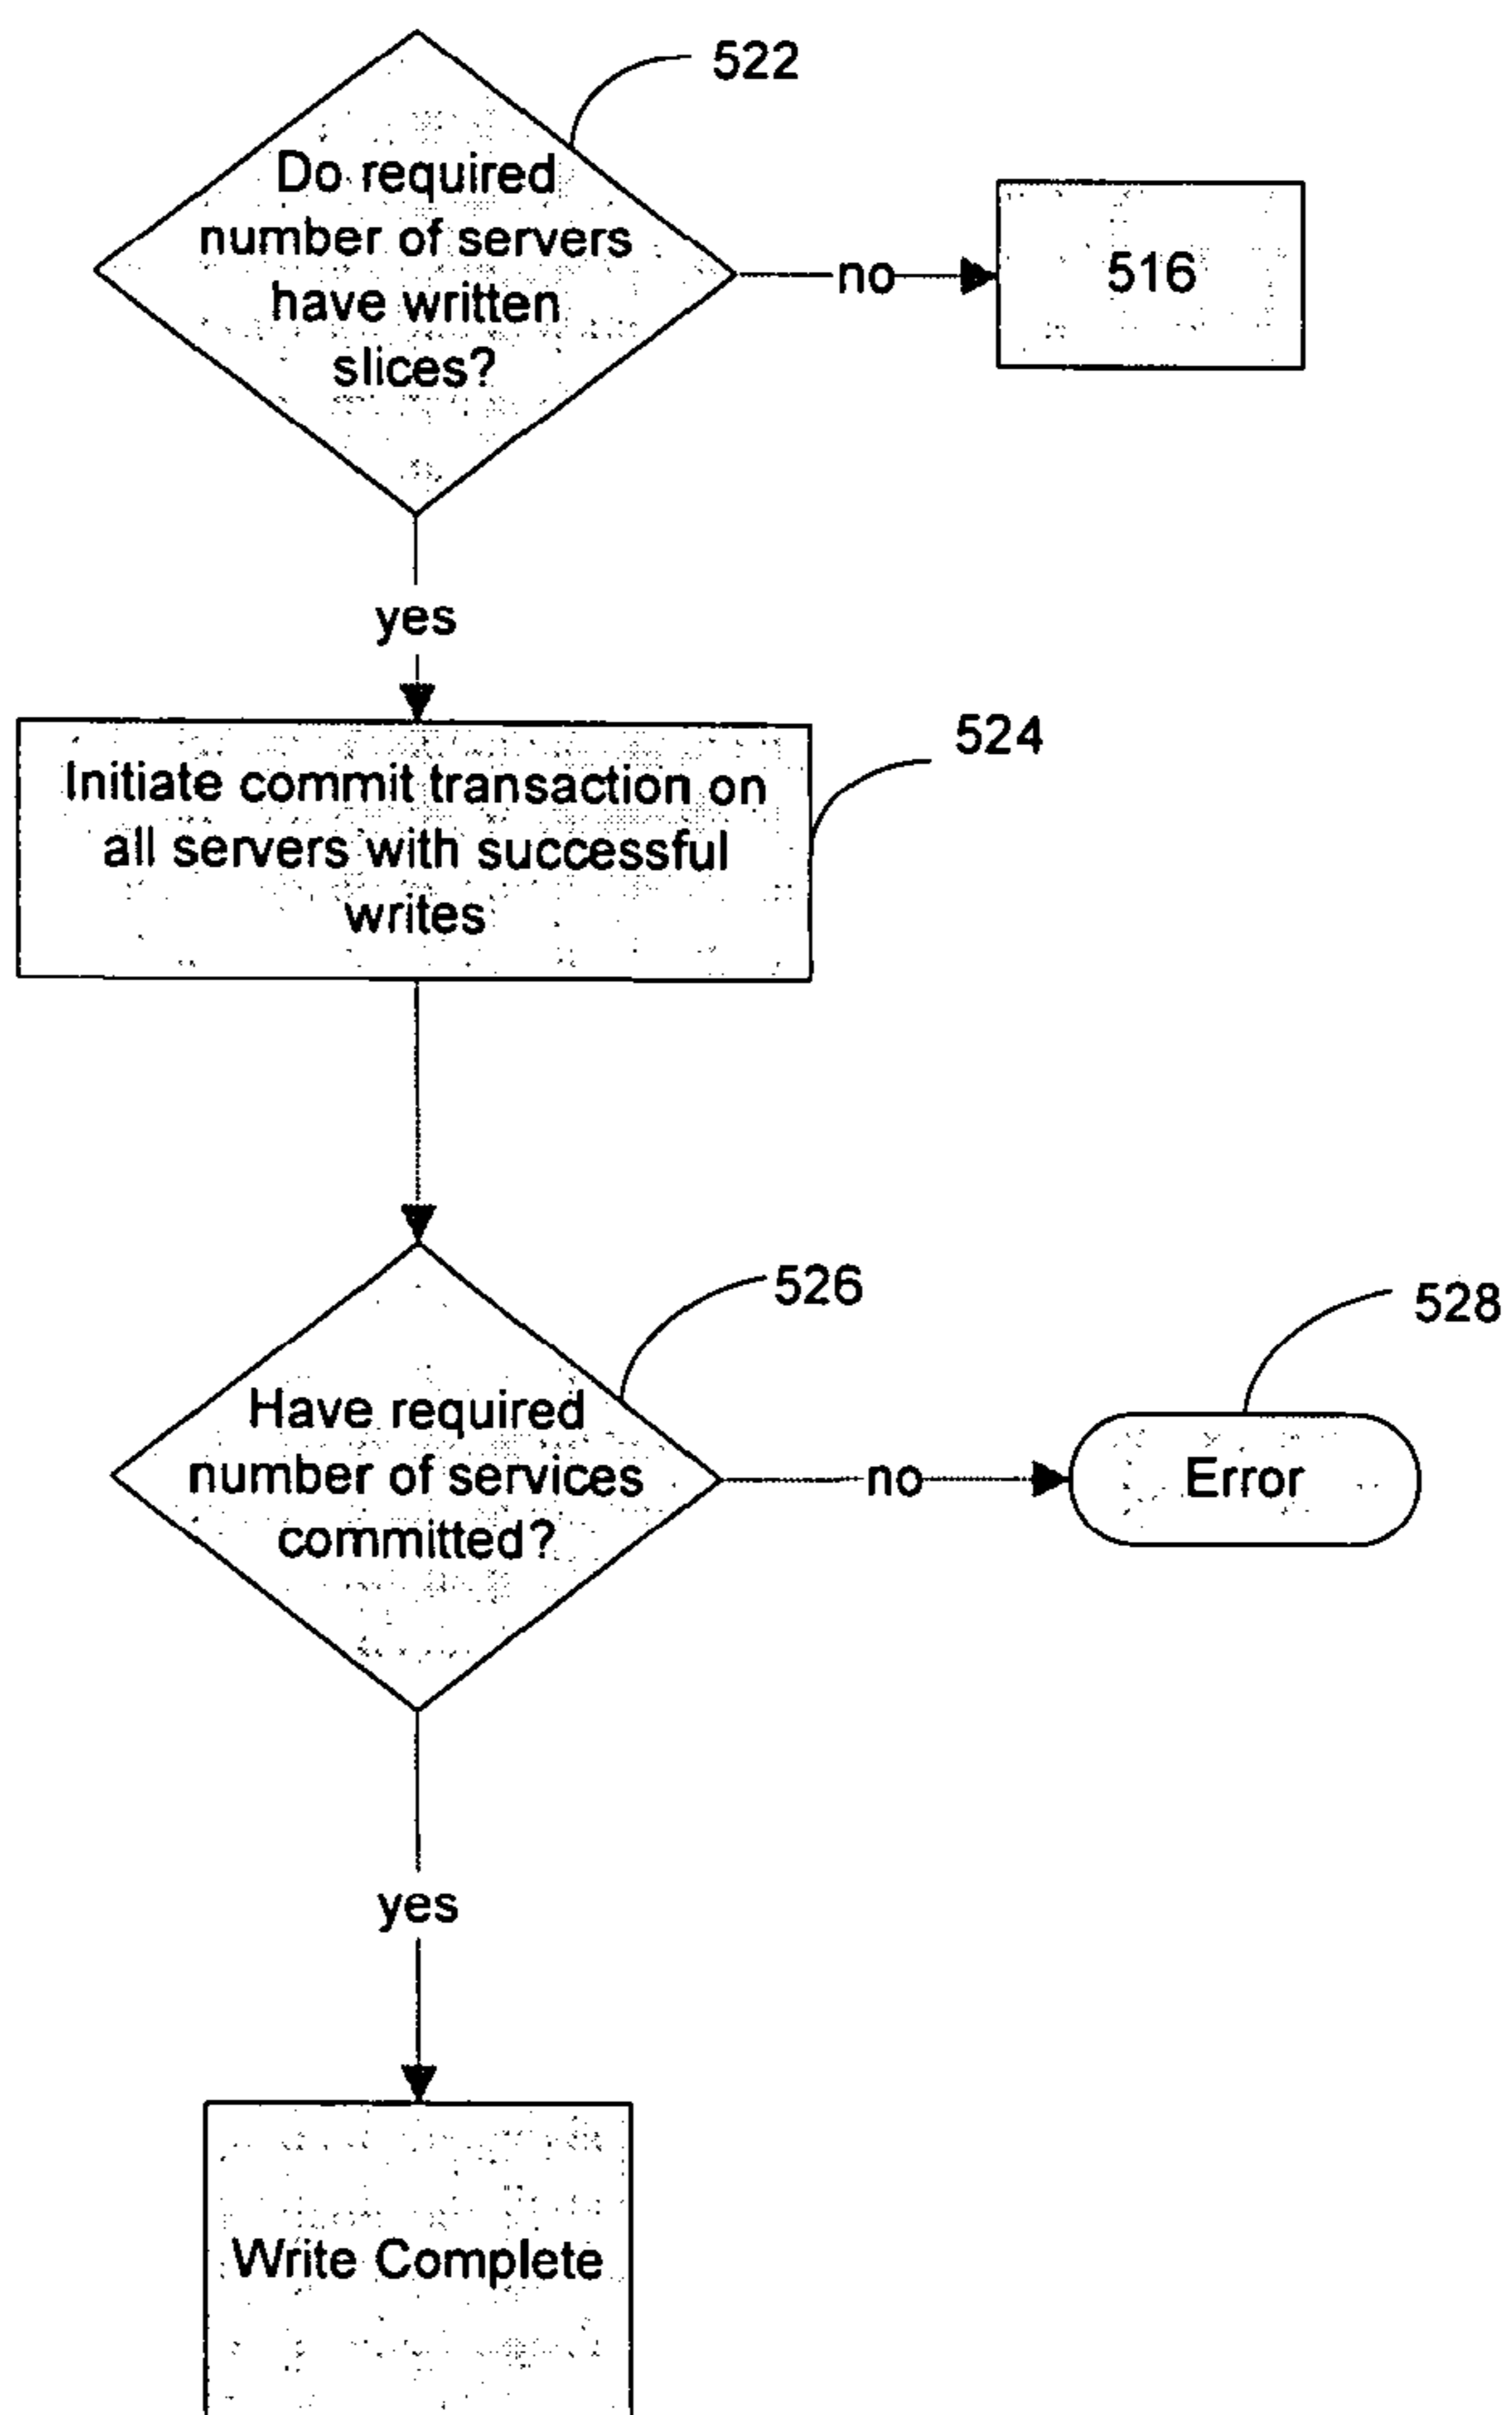 522
Do required
number of servers
have written
slices?
no
516
yes
524
Initiate commit transaction on
all servers with successful
writes
526
528
Have required
number of services
committed?
no
Error
yes
Write Complete